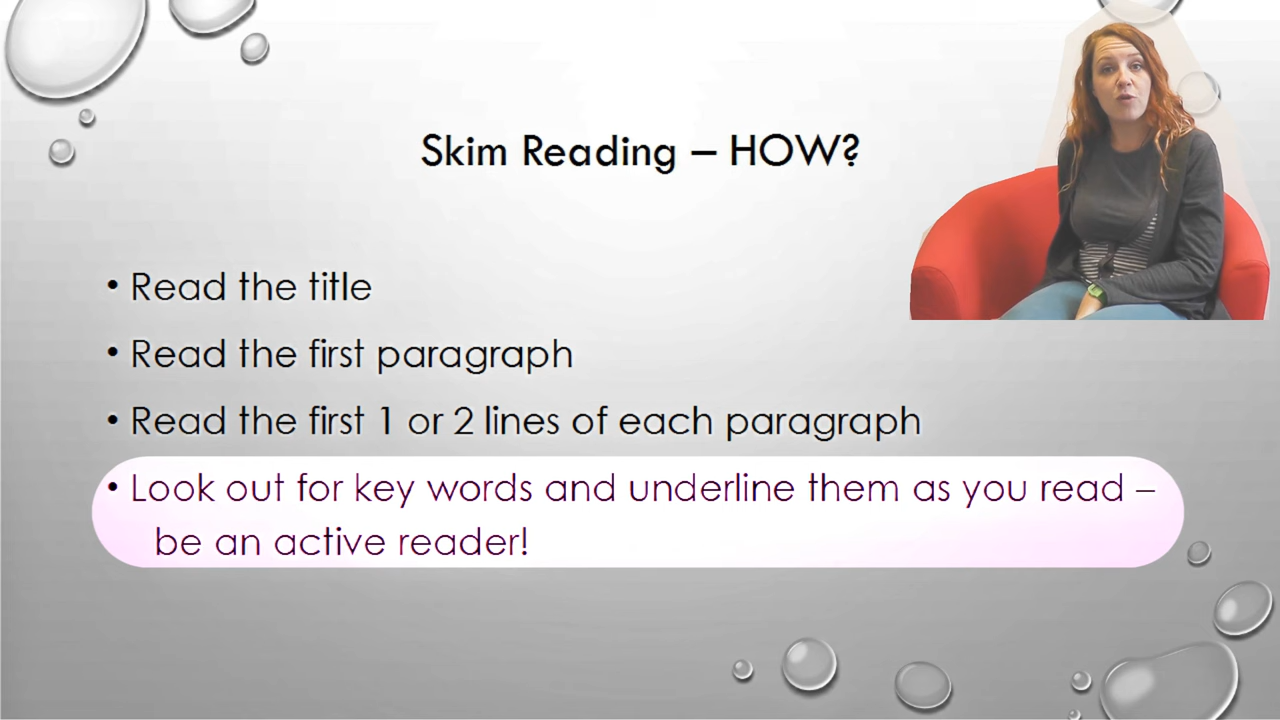 Skim Reading – HOW?
• Read the title
• Read the first paragraph
• Read the first 1 or 2 lines of each paragraph
• Look out for key words and underline them as you read –
be an active reader!